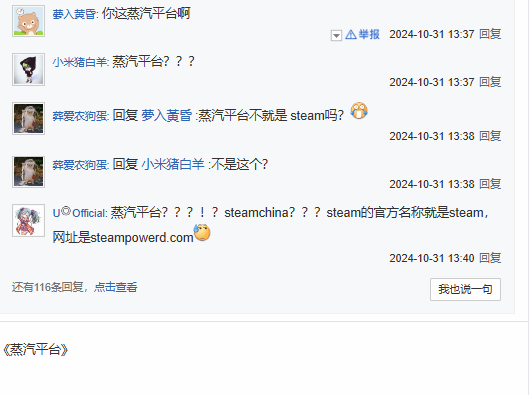 夢入黄昏: 你这蒸汽平台啊
举报 2024-10-31 13:37 回复
小米猪白羊: 蒸汽平台？？？
2024-10-31 13:37 回复
葬爱农狗蛋: 回复 夢入黃昏 :蒸汽平台不就是 steam吗？
2024-10-31 13:38 回复
葬爱农狗蛋: 回复 小米猪白羊 :不是这个？
2024-10-31 13:38 回复
U◎Official: 蒸汽平台？？？！？ steamchina？？？ steam的官方名称就是steam，
网址是steampowerd.com
2024-10-31 13:40 回复
还有116条回复，点击查看
我也说一句
《蒸汽平台》